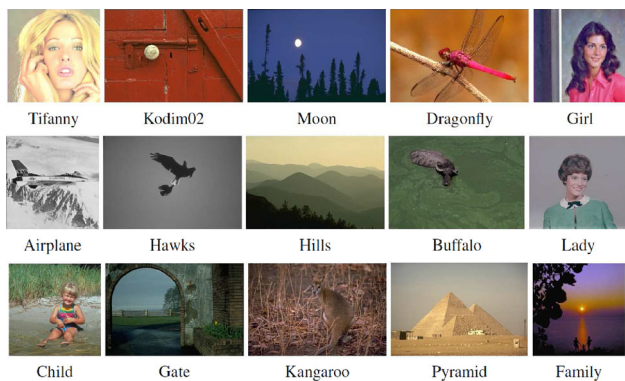 Tifanny Kodim02 Moon Dragonfly Girl
Airplane Hawks Hills Buffalo Lady
Child Gate Kangaroo Pyramid Family